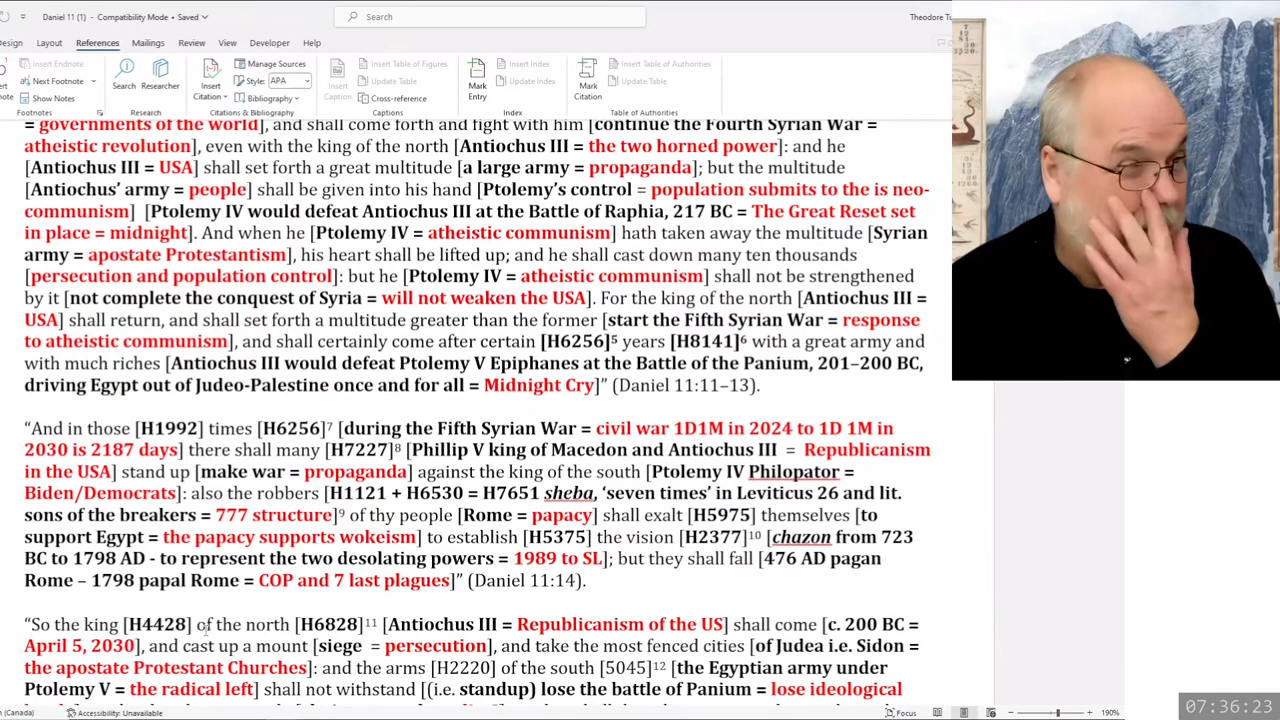 Daniel 11 (1) - Compatibility Mode • Saved
Search
Theodore Tu
Design Layout References Mailings Review View Developer Help
Insert Endnote
Next Footnote
Show Notes
Footnotes
Search
Researcher
Research
Insert Citation
Manage Sources
Style: APA
Bibliography
Citations & Bibliography
Insert Caption
Insert Table of Figures
Update Table
Cross-reference
Captions
Mark Entry
Insert Index
Update Index
Index
Mark Citation
Insert Table of Authorities
Update Table
Table of Authorities
= governments of the world], and shall come forth and fight with him [continue the Fourth Syrian War =
atheistic revolution], even with the king of the north [Antiochus III = the two horned power]: and he
[Antiochus III = USA] shall set forth a great multitude [a large army = propaganda]; but the multitude
[Antiochus’ army = people] shall be given into his hand [Ptolemy’s control = population submits to the is neo-
communism] [Ptolemy IV would defeat Antiochus III at the Battle of Raphia, 217 BC = The Great Reset set
in place = midnight]. And when he [Ptolemy IV = atheistic communism] hath taken away the multitude [Syrian
army = apostate Protestantism], his heart shall be lifted up; and he shall cast down many ten thousands
[persecution and population control]: but he [Ptolemy IV = atheistic communism] shall not be strengthened
by it [not complete the conquest of Syria = will not weaken the USA]. For the king of the north [Antiochus III =
USA] shall return, and shall set forth a multitude greater than the former [start the Fifth Syrian War = response
to atheistic communism], and shall certainly come after certain [H6256]5 years [H8141]6 with a great army and
with much riches [Antiochus III would defeat Ptolemy V Epiphanes at the Battle of the Panium, 201–200 BC,
driving Egypt out of Judeo-Palestine once and for all = Midnight Cry]” (Daniel 11:11–13).
“And in those [H1992] times [H6256]7 [during the Fifth Syrian War = civil war 1D1M in 2024 to 1D 1M in
2030 is 2187 days] there shall many [H7227]8 [Phillip V king of Macedon and Antiochus III = Republicanism
in the USA] stand up [make war = propaganda] against the king of the south [Ptolemy IV Philopator =
Biden/Democrats]: also the robbers [H1121 + H6530 = H7651 sheba, ‘seven times’ in Leviticus 26 and lit.
sons of the breakers = 777 structure]9 of thy people [Rome = papacy] shall exalt [H5975] themselves [to
support Egypt = the papacy supports wokeism] to establish [H5375] the vision [H2377]10 [chazon from 723
BC to 1798 AD - to represent the two desolating powers = 1989 to SL]; but they shall fall [476 AD pagan
Rome – 1798 papal Rome = COP and 7 last plagues]” (Daniel 11:14).
“So the king [H4428] of the north [H6828]11 [Antiochus III = Republicanism of the US] shall come [c. 200 BC =
April 5, 2030], and cast up a mount [siege = persecution], and take the most fenced cities [of Judea i.e. Sidon =
the apostate Protestant Churches]: and the arms [H2220] of the south [5045]12 [the Egyptian army under
Ptolemy V = the radical left] shall not withstand [(i.e. standup) lose the battle of Panium = lose ideological
(Canada)
Accessibility: Unavailable
Focus
190%
07:36:23